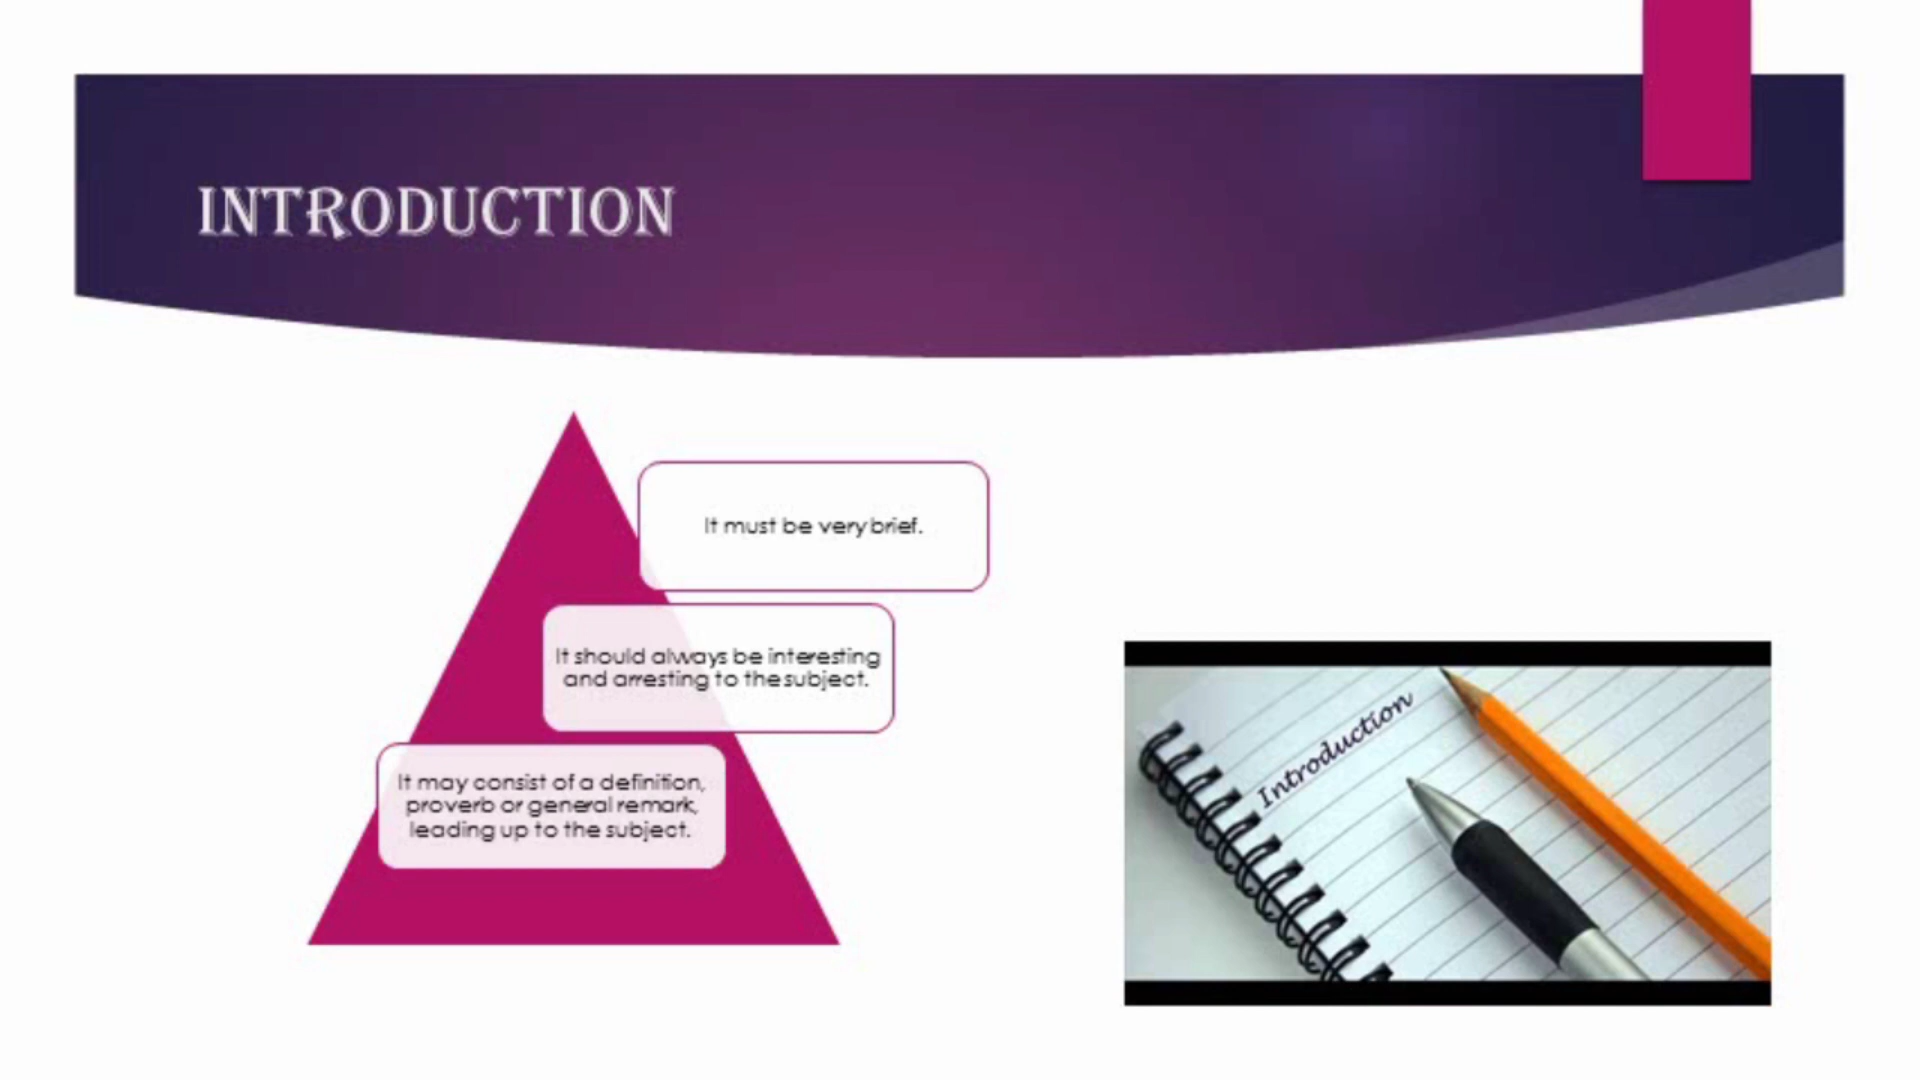 INTRODUCTION
It must be very brief.
It should always be interesting
and arresting to the subject.
It may consist of a definition,
proverb or general remark,
leading up to the subject.
Introduction